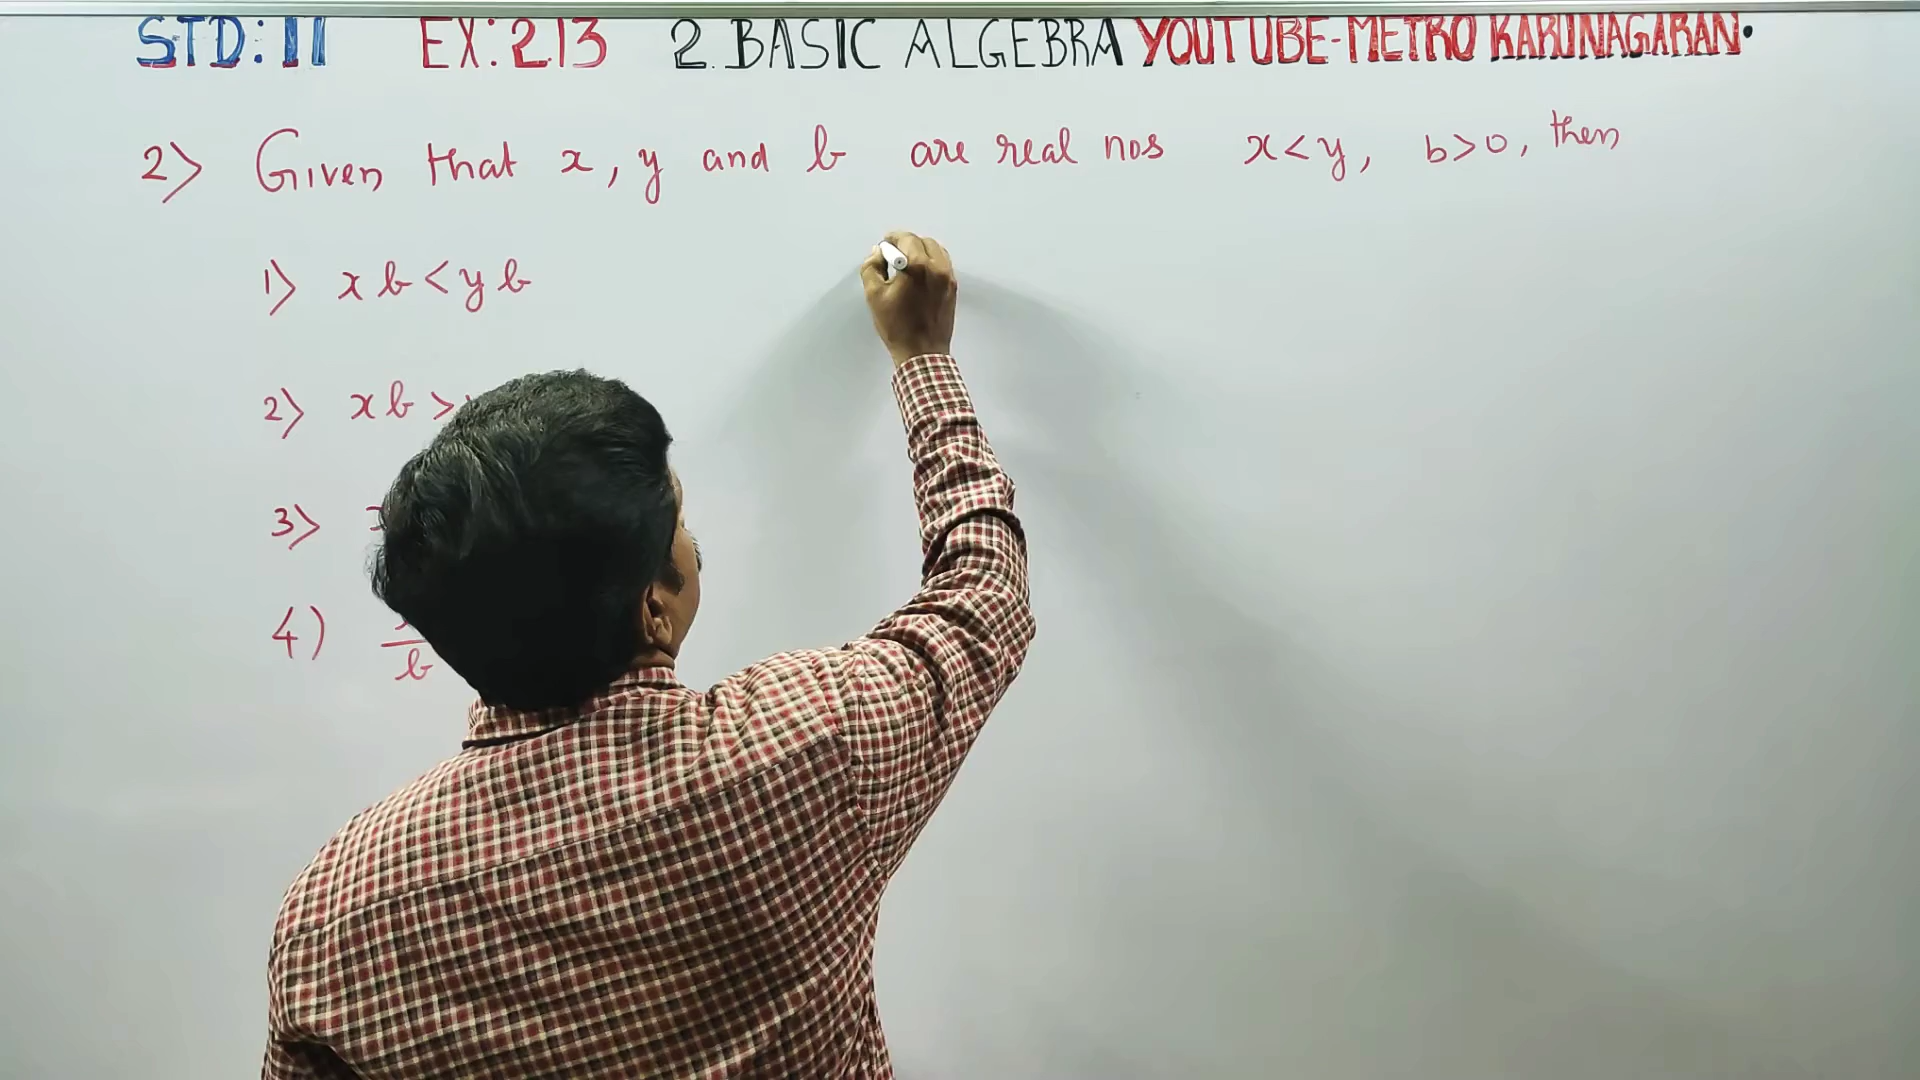 STD: 11 EX: 2.13 2. BASIC ALGEBRA YOUTUBE-METRO KARUNAGARAN.
2) Given that x, y and b are real nos x<y, b>0, then
1) xb<yb
2) xb>
3)
4) x/b